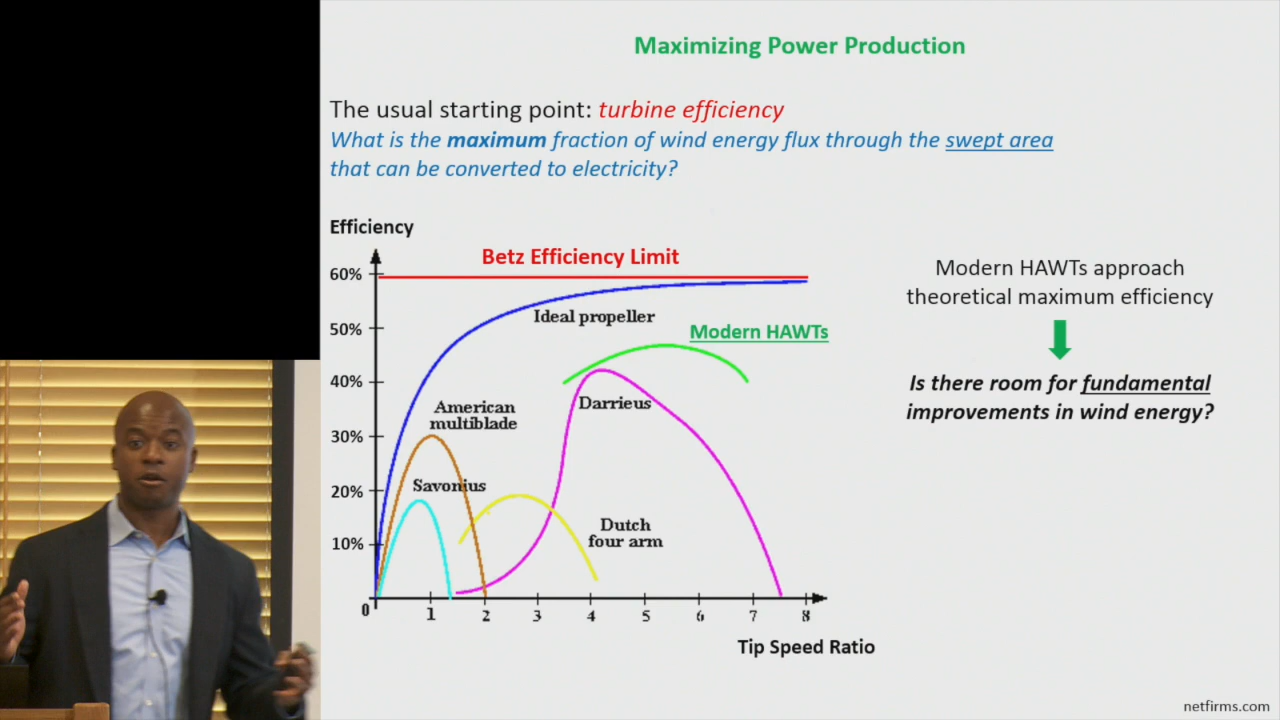 Maximizing Power Production
The usual starting point: turbine efficiency
What is the maximum fraction of wind energy flux through the swept area
that can be converted to electricity?
Efficiency
Betz Efficiency Limit
60%
Ideal propeller
50%
Modern HAWTs
40%
Darrieus
American
multiblade
30%
Savonius
20%
Dutch
four arm
10%
0
1 2 3 4 5 6 7 8
Tip Speed Ratio
Modern HAWTs approach
theoretical maximum efficiency
Is there room for fundamental
improvements in wind energy?
netfirms.com